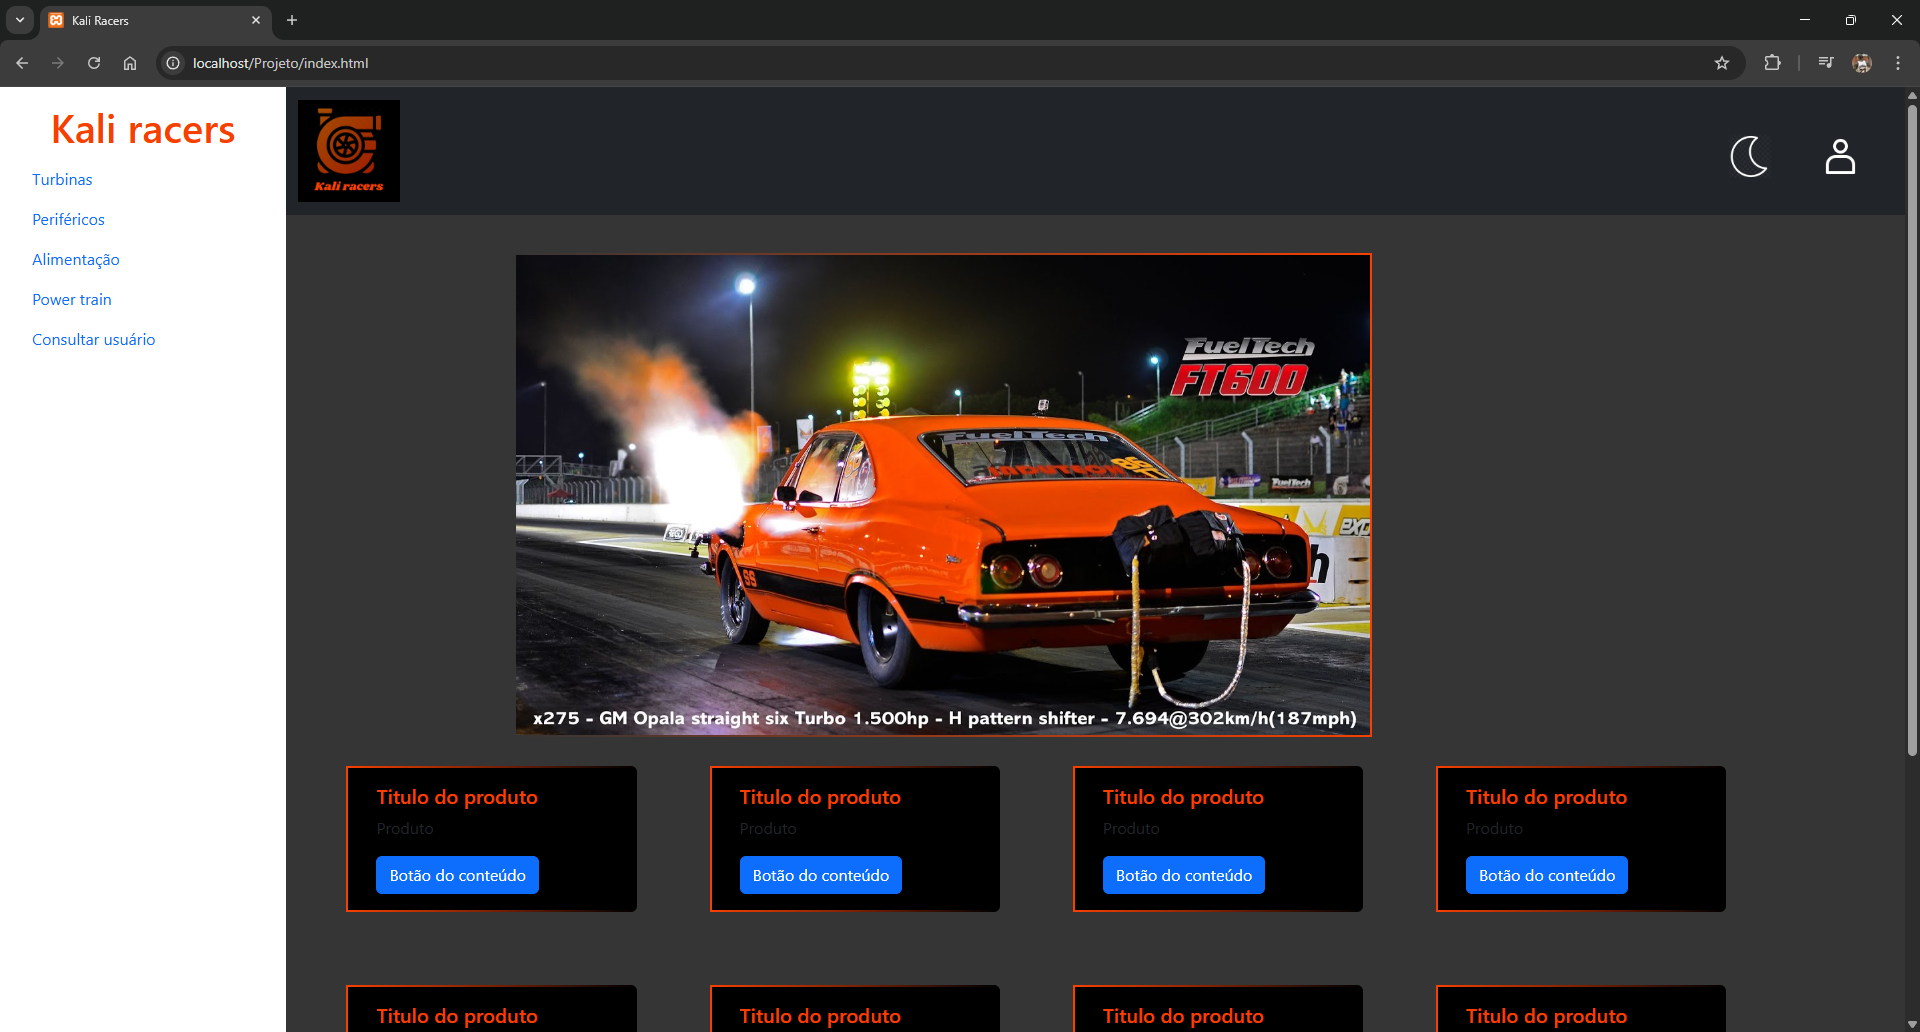 Kali Racers
localhost/Projeto/index.html
Kali racers
Turbinas
Periféricos
Alimentação
Power train
Consultar usuário
Kali racers
FuelTech
FT600
FuelTech
FuelTech
x275 - GM Opala straight six Turbo 1.500hp - H pattern shifter - 7.694@302km/h(187mph)
Titulo do produto
Produto
Botão do conteúdo
Titulo do produto
Produto
Botão do conteúdo
Titulo do produto
Produto
Botão do conteúdo
Titulo do produto
Produto
Botão do conteúdo
Titulo do produto
Titulo do produto
Titulo do produto
Titulo do produto